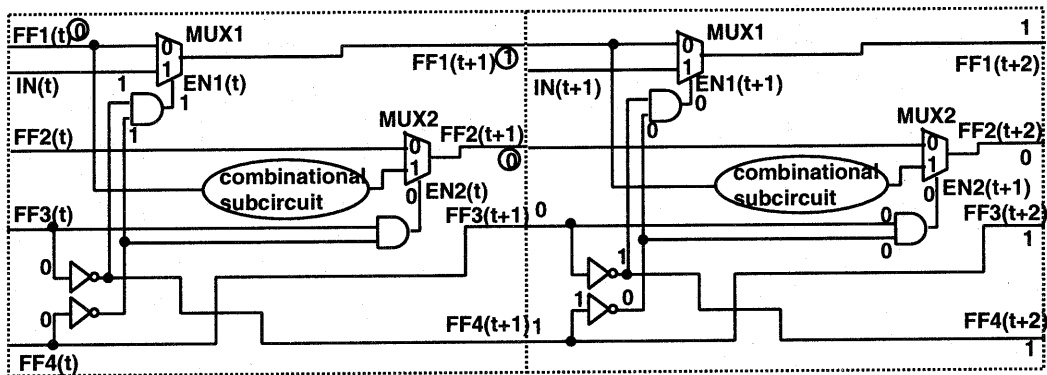 FF1(t) 0
MUX1
0
1
IN(t)
1
EN1(t)
1
1
FF1(t+1) 1
MUX2
FF2(t)
FF2(t+1)
0
1
0
combinational
subcircuit
0
EN2(t)
FF3(t)
FF3(t+1) 0
0
0
FF4(t+1) 1
FF4(t)
MUX1
0
1
1
FF1(t+2)
IN(t+1)
EN1(t+1)
0
0
MUX2
FF2(t+2)
0
1
0
combinational
subcircuit
0
EN2(t+1)
0
0
FF3(t+2)
1
1
1
0
FF4(t+2)
1